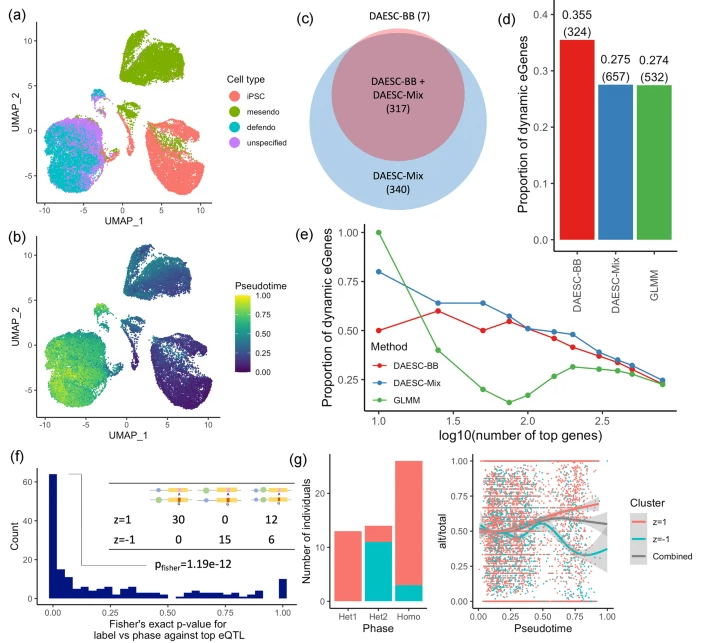 (a)
10
5
0
-5
UMAP_2
-10
-5
0
5
10
UMAP_1
Cell type
iPSC
mesendo
defendo
unspecified
(b)
10
5
0
-5
UMAP_2
-10
-5
0
5
10
UMAP_1
Pseudotime
1.00
0.75
0.50
0.25
0.00
(c)
DAESC-BB (7)
DAESC-BB +
DAESC-Mix
(317)
DAESC-Mix
(340)
(d)
Proportion of dynamic eGenes
0.4
0.3
0.2
0.1
0.0
0.355
(324)
0.275
(657)
0.274
(532)
DAESC-BB
DAESC-Mix
GLMM
(e)
Proportion of dynamic eGenes
1.00
0.75
0.50
0.25
Method
DAESC-BB
DAESC-Mix
GLMM
1.0
1.5
2.0
2.5
log10(number of top genes)
(f)
Count
60
40
20
0
z=1 30 0 12
z=-1 0 15 6
pfisher=1.19e-12
0.00
0.25
0.50
0.75
1.00
Fisher's exact p-value for
label vs phase against top eQTL
(g)
Number of individuals
20
10
0
Het1
Het2
Homo
Phase
alt/total
1.00
0.75
0.50
0.25
0.00
0.00
0.25
0.50
0.75
1.00
Pseudotime
Cluster
z=1
z=-1
Combined